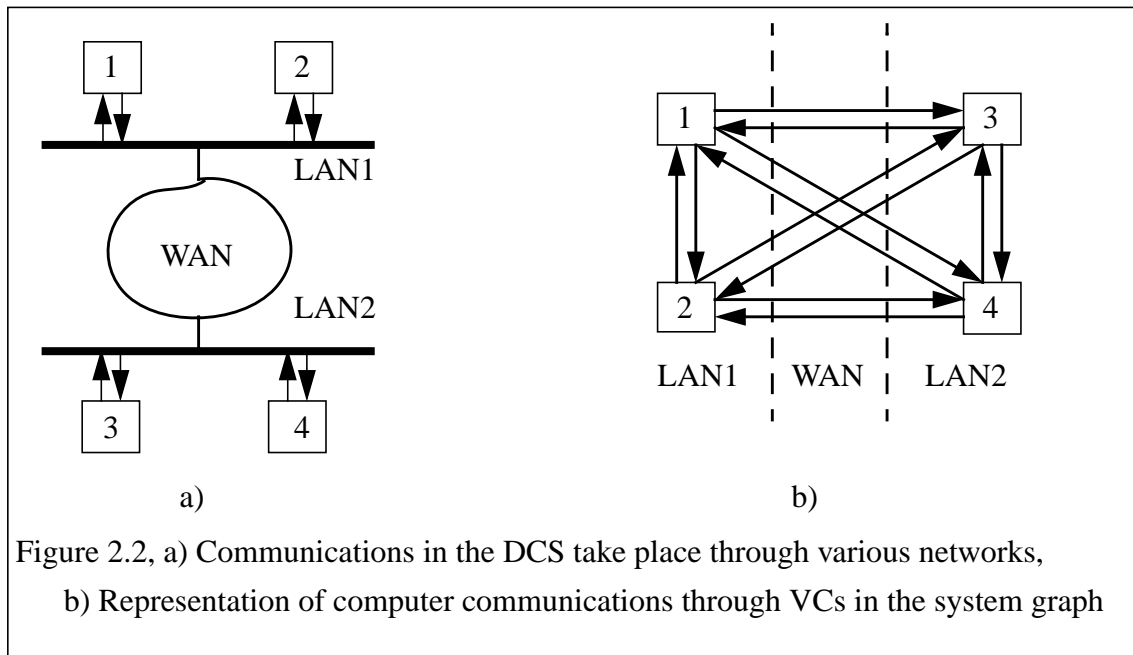 1
2
LAN1
WAN
LAN2
3
4
a)
1
3
2
4
LAN1
WAN
LAN2
b)
Figure 2.2, a) Communications in the DCS take place through various networks,
b) Representation of computer communications through VCs in the system graph